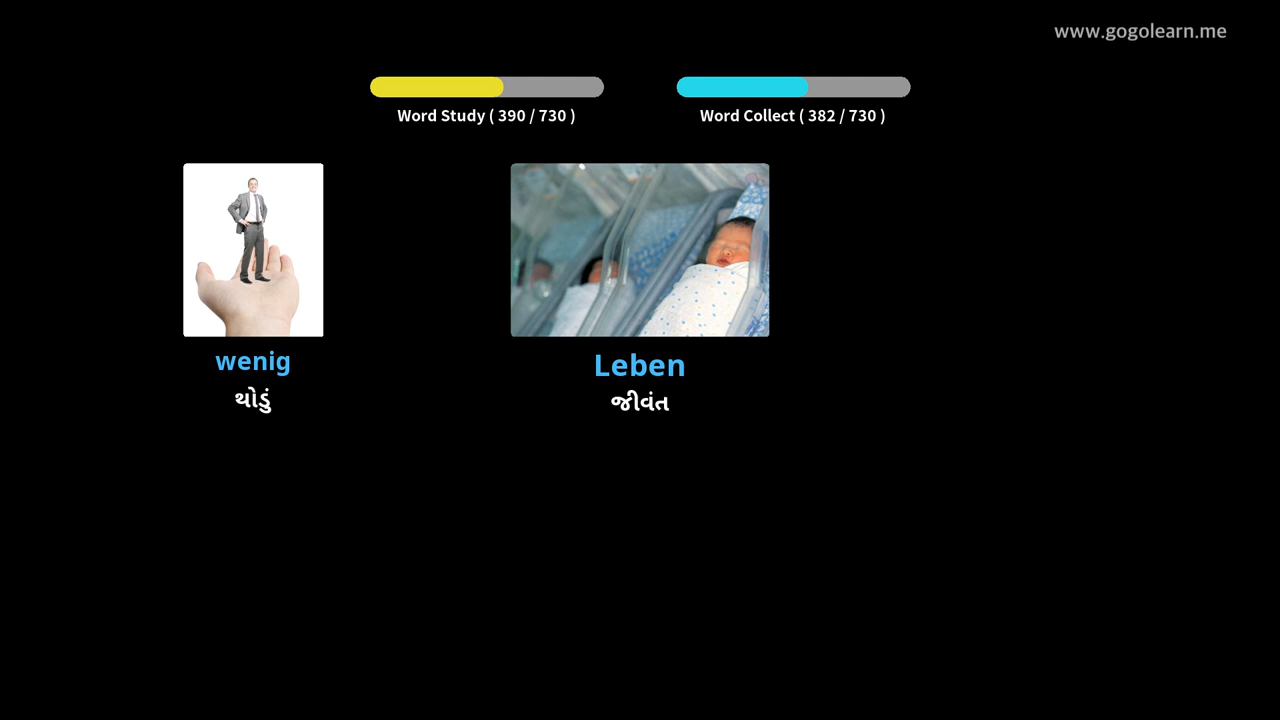 www.gogolearn.me
Word Study ( 390 / 730 )
Word Collect ( 382 / 730 )
wenig
થોડું
Leben
જીવંત